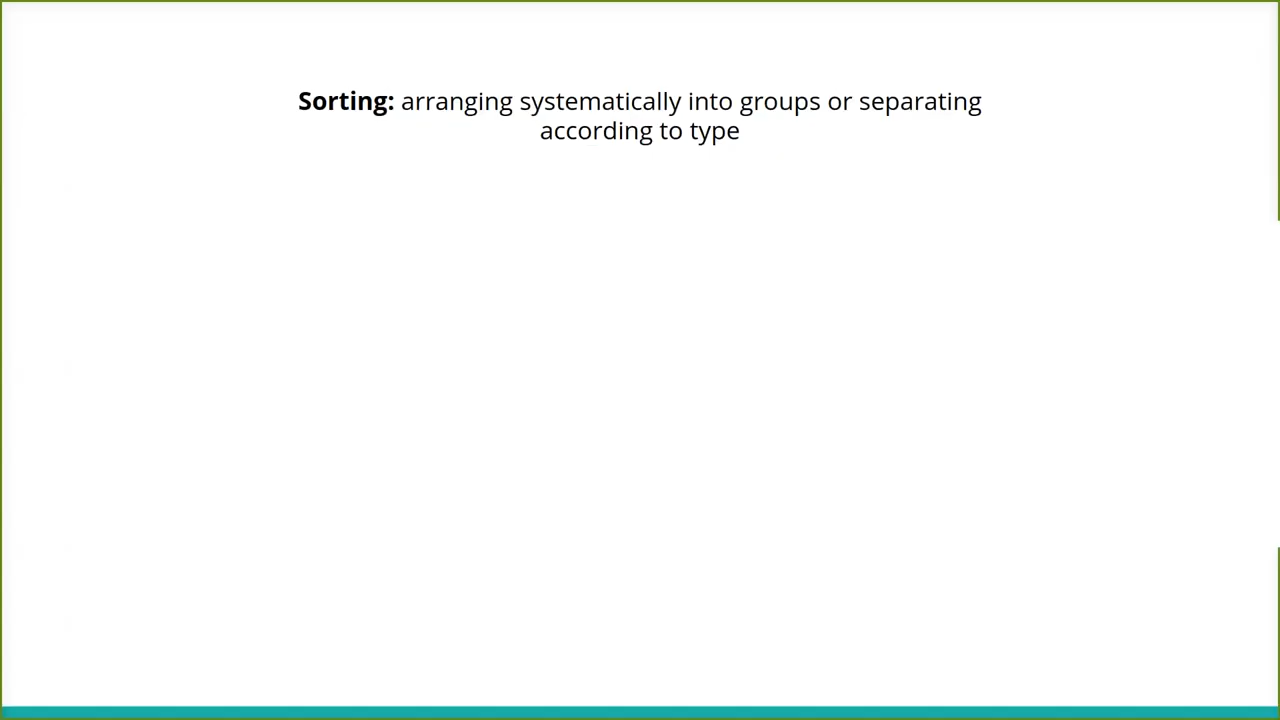 Sorting: arranging systematically into groups or separating
according to type